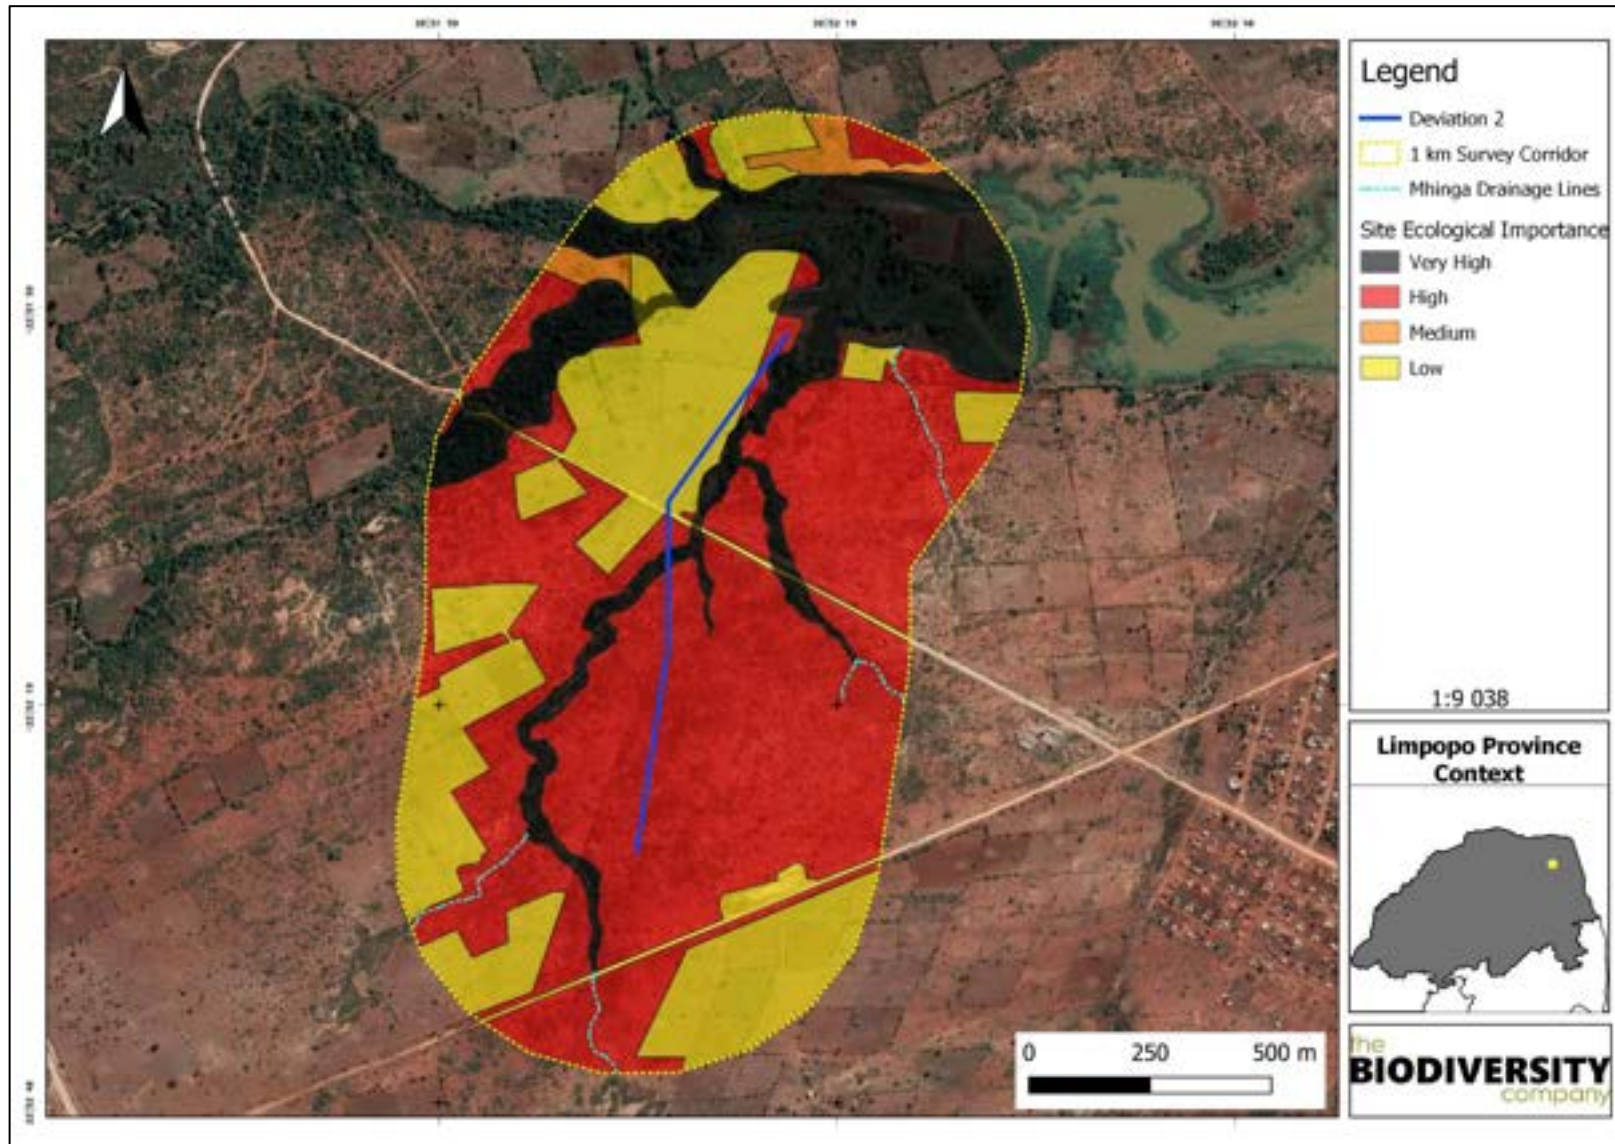 Legend
Deviation 2
1 km Survey Corridor
Mhinga Drainage Lines
Site Ecological Importance
Very High
High
Medium
Low
1:9 038
Limpopo Province
Context
N
0 250 500 m
the
BIODIVERSITY
company